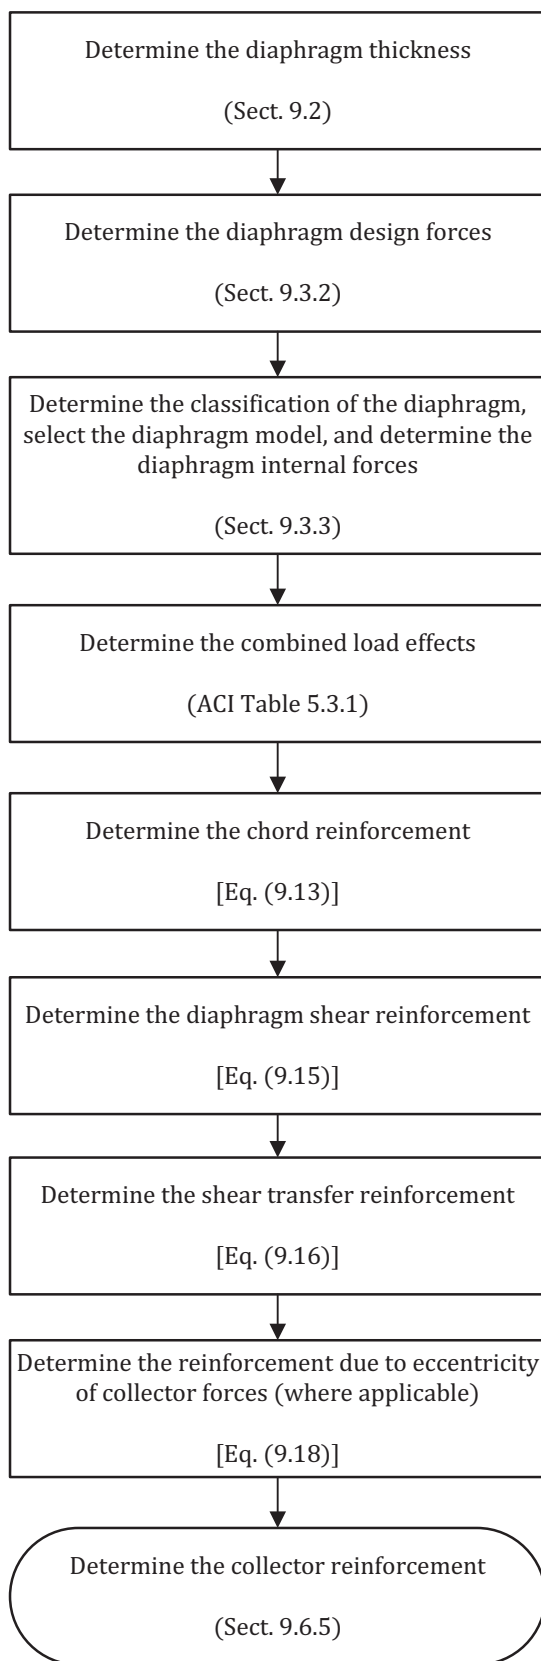 Determine the diaphragm thickness
(Sect. 9.2)
Determine the diaphragm design forces
(Sect. 9.3.2)
Determine the classification of the diaphragm,
select the diaphragm model, and determine the
diaphragm internal forces
(Sect. 9.3.3)
Determine the combined load effects
(ACI Table 5.3.1)
Determine the chord reinforcement
[Eq. (9.13)]
Determine the diaphragm shear reinforcement
[Eq. (9.15)]
Determine the shear transfer reinforcement
[Eq. (9.16)]
Determine the reinforcement due to eccentricity
of collector forces (where applicable)
[Eq. (9.18)]
Determine the collector reinforcement
(Sect. 9.6.5)